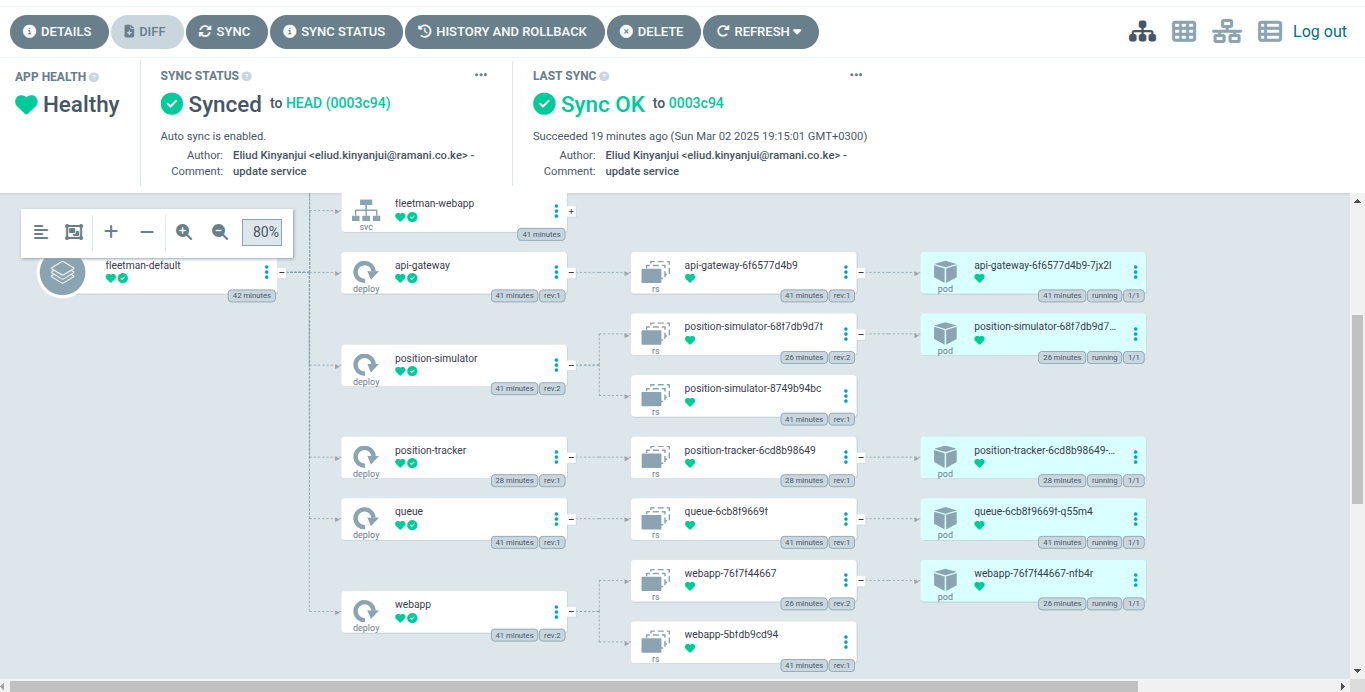 DETAILS DIFF SYNC SYNC STATUS HISTORY AND ROLLBACK DELETE REFRESH Log out
APP HEALTH
Healthy
SYNC STATUS
Synced to HEAD (0003c94)
Auto sync is enabled.
Author: Eliud Kinyanjui <eliud.kinyanjui@ramani.co.ke> -
Comment: update service
LAST SYNC
Sync OK to 0003c94
Succeeded 19 minutes ago (Sun Mar 02 2025 19:15:01 GMT+0300)
Author: Eliud Kinyanjui <eliud.kinyanjui@ramani.co.ke> -
Comment: update service
80%
fleetman-default
42 minutes
fleetman-webapp
svc
41 minutes
api-gateway
deploy
41 minutes rev:1
api-gateway-6f6577d4b9
rs
41 minutes rev:1
api-gateway-6f6577d4b9-7jx2l
pod
41 minutes running 1/1
position-simulator
deploy
41 minutes rev:2
position-simulator-68f7db9d7f
rs
26 minutes rev:2
position-simulator-68f7db9d7...
pod
26 minutes running 1/1
position-simulator-8749b94bc
rs
41 minutes rev:1
position-tracker
deploy
28 minutes rev:1
position-tracker-6cd8b98649
rs
28 minutes rev:1
position-tracker-6cd8b98649-...
pod
28 minutes running 1/1
queue
deploy
41 minutes rev:1
queue-6cb8f9669f
rs
41 minutes rev:1
queue-6cb8f9669f-q55m4
pod
41 minutes running 1/1
webapp
deploy
41 minutes rev:2
webapp-76f7f44667
rs
26 minutes rev:2
webapp-76f7f44667-nfb4r
pod
26 minutes running 1/1
webapp-5bfdb9cd94
rs
41 minutes rev:1